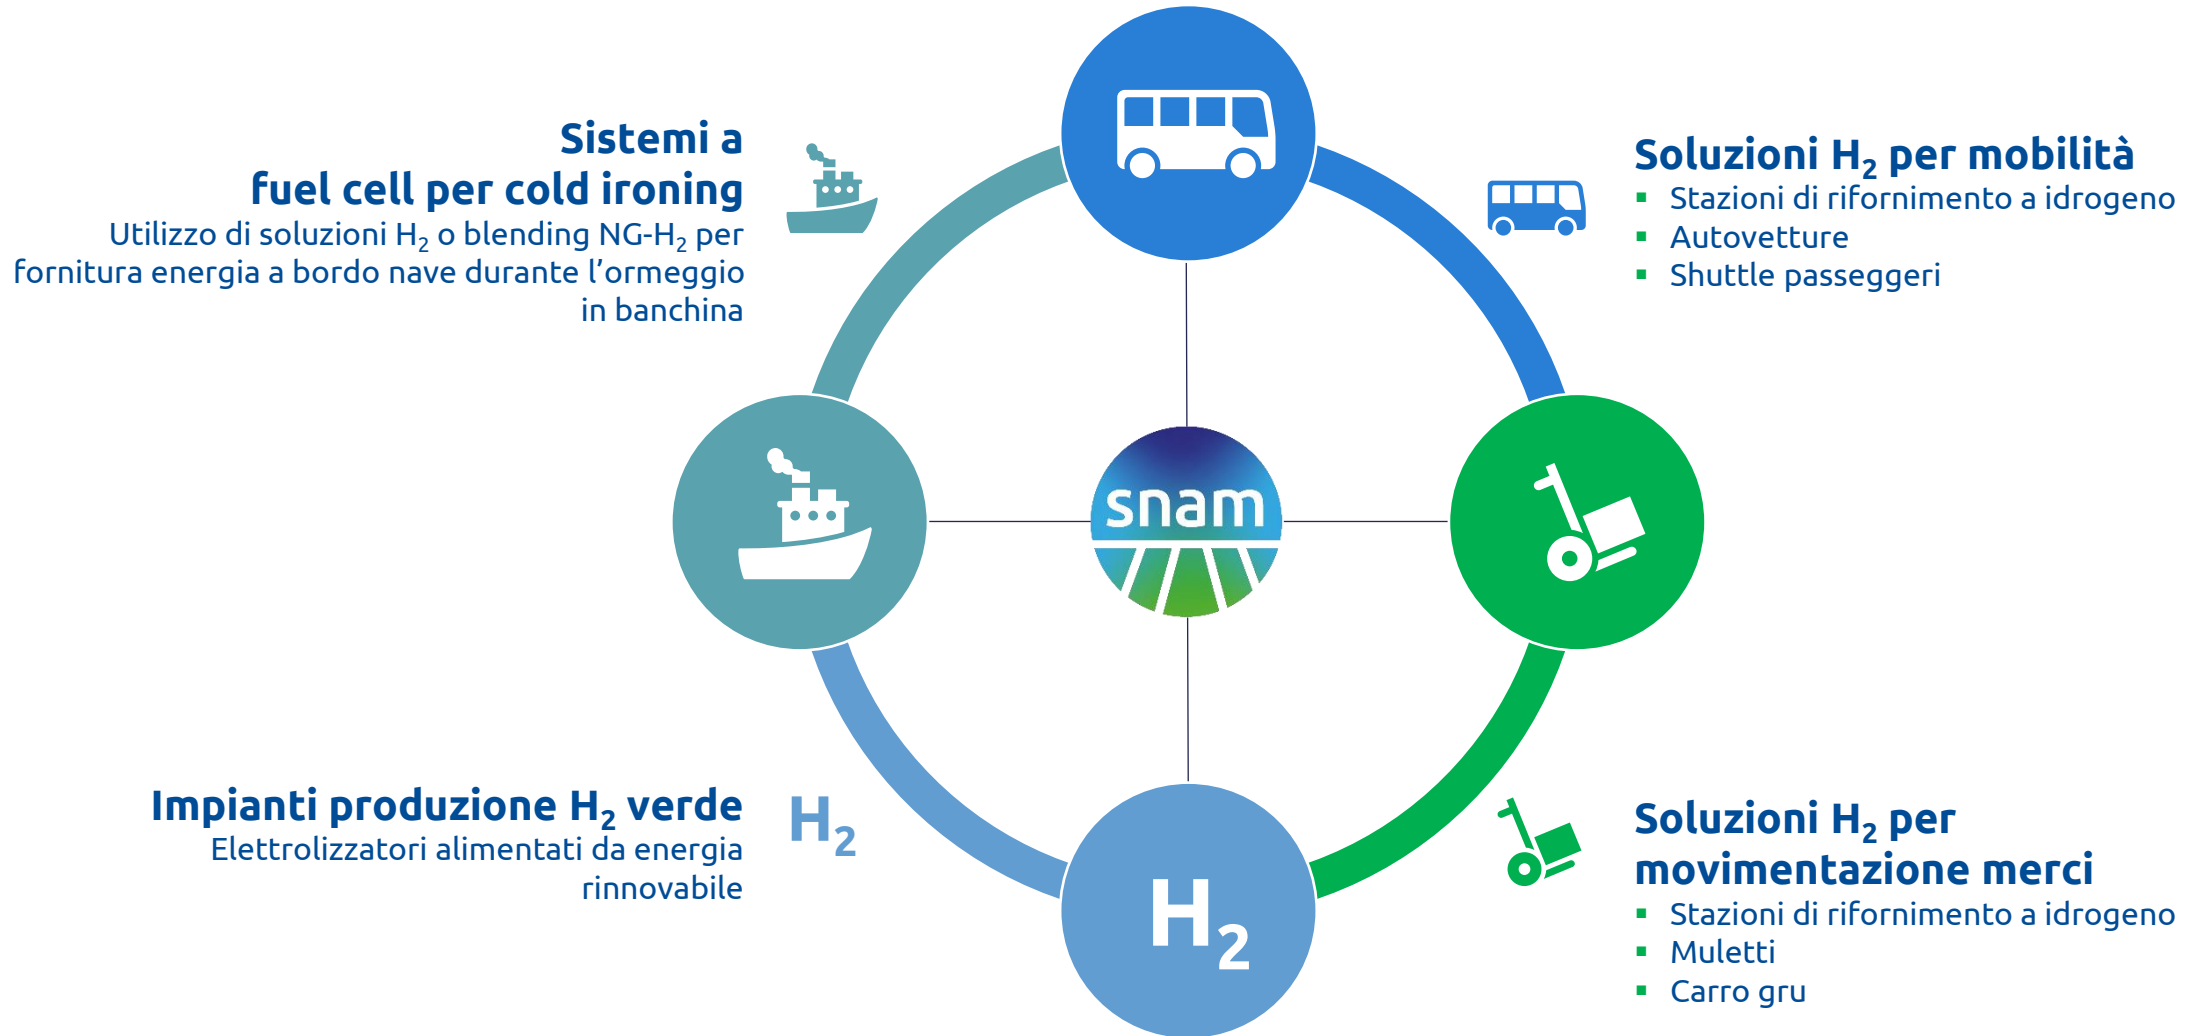 Sistemi a
fuel cell per cold ironing
Utilizzo di soluzioni H₂ o blending NG-H₂ per
fornitura energia a bordo nave durante l’ormeggio
in banchina
Soluzioni H₂ per mobilità
▪ Stazioni di rifornimento a idrogeno
▪ Autovetture
▪ Shuttle passeggeri
snam
Impianti produzione H₂ verde
Elettrolizzatori alimentati da energia
rinnovabile
H₂
H₂
Soluzioni H₂ per
movimentazione merci
▪ Stazioni di rifornimento a idrogeno
▪ Muletti
▪ Carro gru